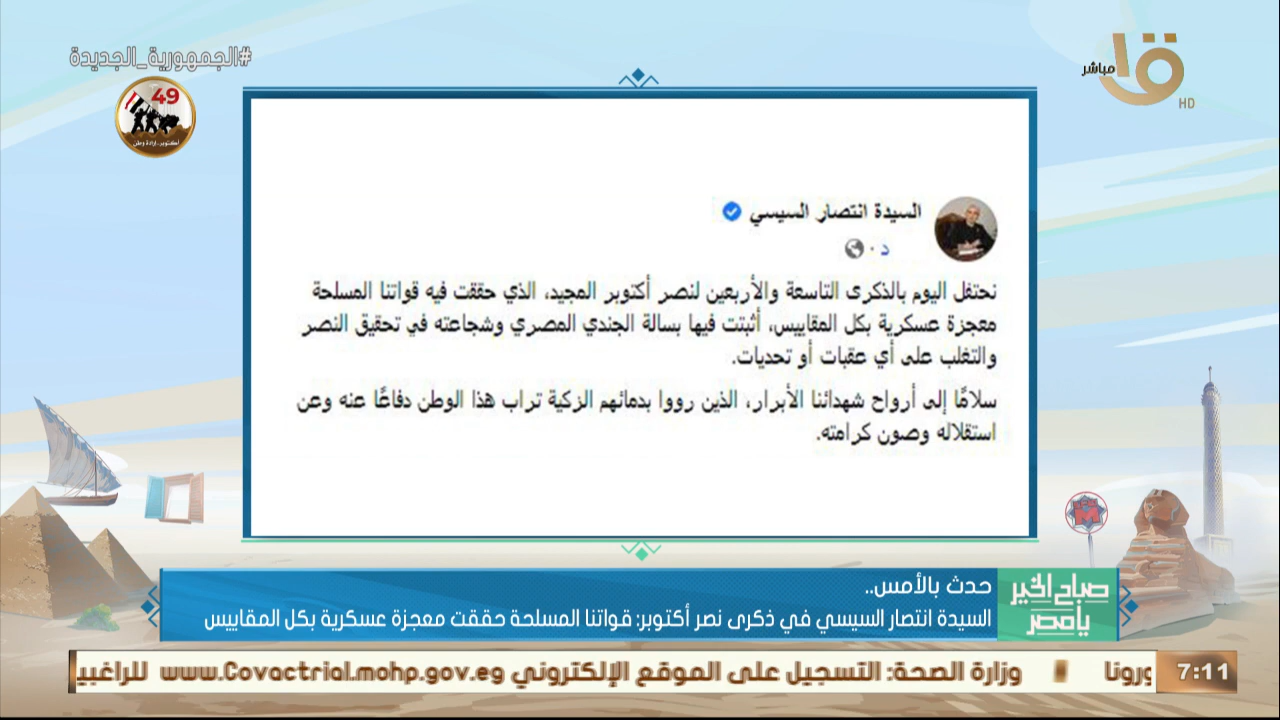 #الجمهورية_الجديدة
مباشر
HD
49
أكتوبر..إرادة وطن
السيدة انتصار السيسي
د ·
نحتفل اليوم بالذكرى التاسعة والأربعين لنصر أكتوبر المجيد، الذي حققت فيه قواتنا المسلحة
معجزة عسكرية بكل المقاييس، أثبتت فيها بسالة الجندي المصري وشجاعته في تحقيق النصر
والتغلب على أي عقبات أو تحديات.
سلامًا إلى أرواح شهدائنا الأبرار، الذين رووا بدمائهم الزكية تراب هذا الوطن دفاعًا عنه وعن
استقلاله وصون كرامته.
صباح الخير
يا مصر
حدث بالأمس..
السيدة انتصار السيسي في ذكرى نصر أكتوبر: قواتنا المسلحة حققت معجزة عسكرية بكل المقاييس
7:11
ورونا وزارة الصحة: التسجيل على الموقع الإلكتروني www.Covactrial.mohp.gov.eg للراغبي